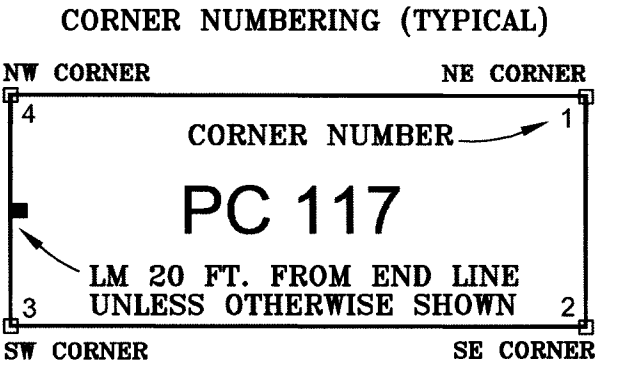 CORNER NUMBERING (TYPICAL)
NW CORNER NE CORNER
4 1
CORNER NUMBER
PC 117
LM 20 FT. FROM END LINE
UNLESS OTHERWISE SHOWN
3 2
SW CORNER SE CORNER